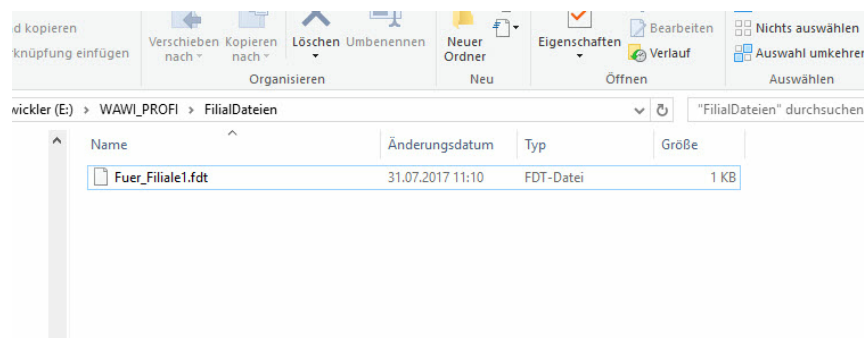 d kopieren
rknüpfung einfügen
Verschieben nach
Kopieren nach
Löschen
Umbenennen
Neuer Ordner
Eigenschaften
Bearbeiten
Verlauf
Nichts auswählen
Auswahl umkehren
Organisieren
Neu
Öffnen
Auswählen
wickler (E:) > WAWI_PROFI > FilialDateien
"FilialDateien" durchsuchen
Name Änderungsdatum Typ Größe
Fuer_Filiale1.fdt 31.07.2017 11:10 FDT-Datei 1 KB